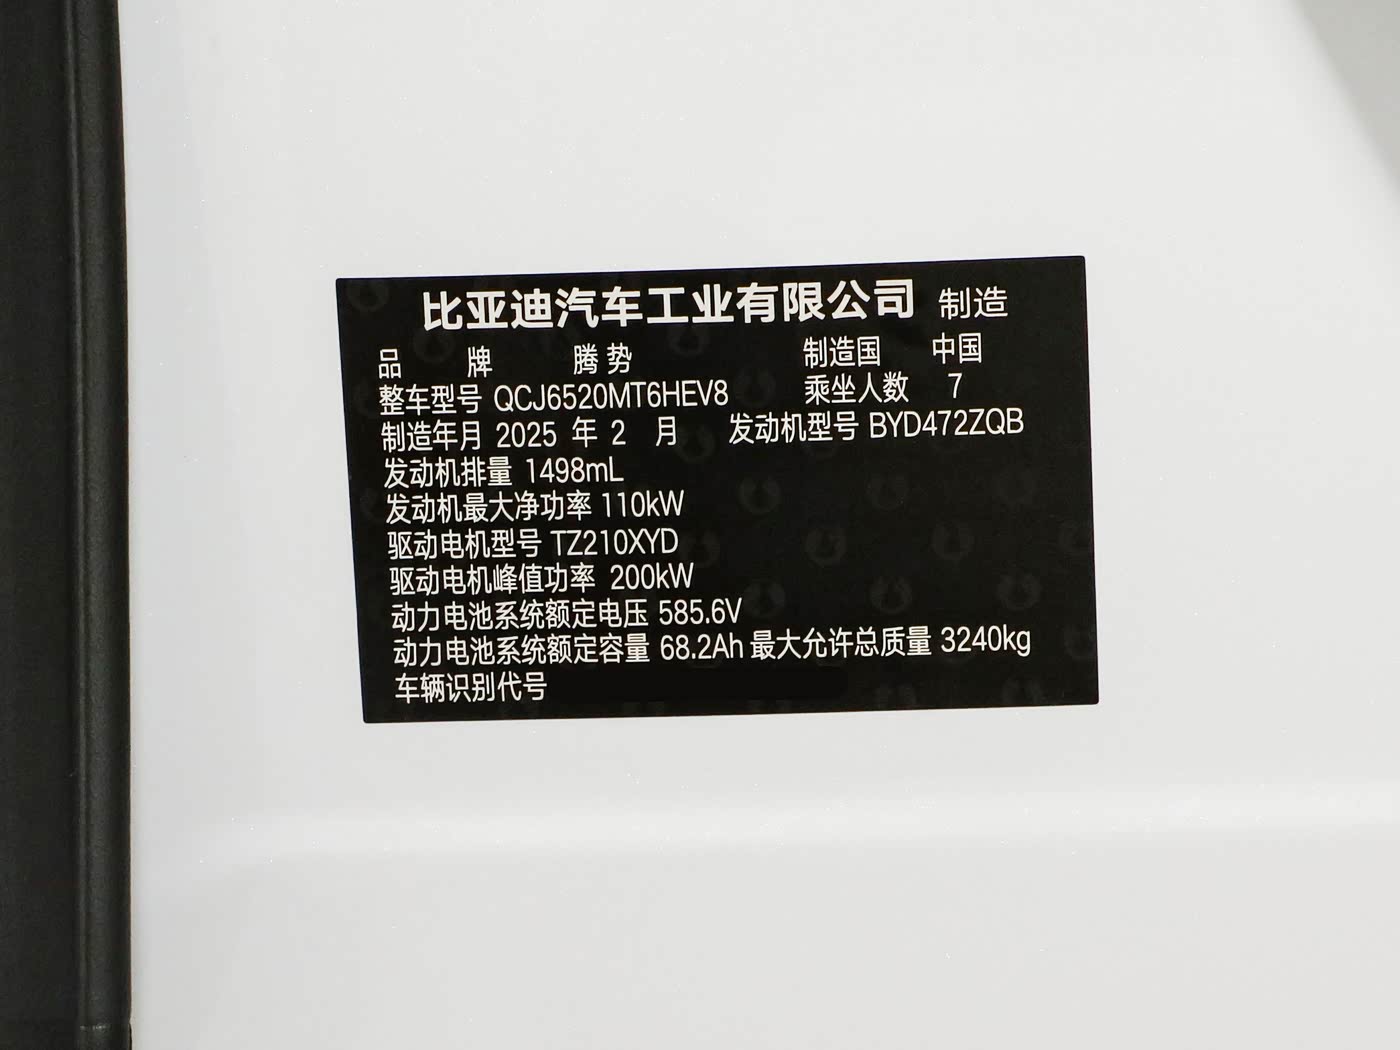 比亚迪汽车工业有限公司 制造
品 牌 腾势 制造国 中国
整车型号 QCJ6520MT6HEV8 乘坐人数 7
制造年月 2025 年 2 月 发动机型号 BYD472ZQB
发动机排量 1498mL
发动机最大净功率 110kW
驱动电机型号 TZ210XYD
驱动电机峰值功率 200kW
动力电池系统额定电压 585.6V
动力电池系统额定容量 68.2Ah 最大允许总质量 3240kg
车辆识别代号